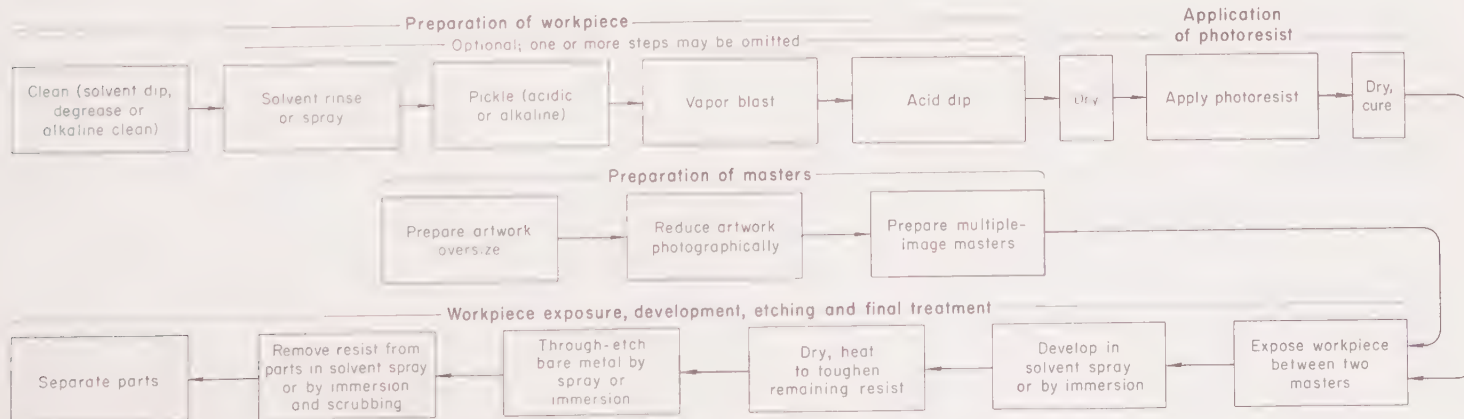 Preparation of workpiece
Application
of photoresist
Optional; one or more steps may be omitted
Clean (solvent dip,
degrease or
alkaline clean)
Solvent rinse
or spray
Pickle (acidic
or alkaline)
Vapor blast
Acid dip
Dry
Apply photoresist
Dry,
cure
Preparation of masters
Prepare artwork
oversize
Reduce artwork
photographically
Prepare multiple-
image masters
Workpiece exposure, development, etching and final treatment
Separate parts
Remove resist from
parts in solvent spray
or by immersion
and scrubbing
Through-etch
bare metal by
spray or
immersion
Dry, heat
to toughen
remaining resist
Develop in
solvent spray
or by immersion
Expose workpiece
between two
masters